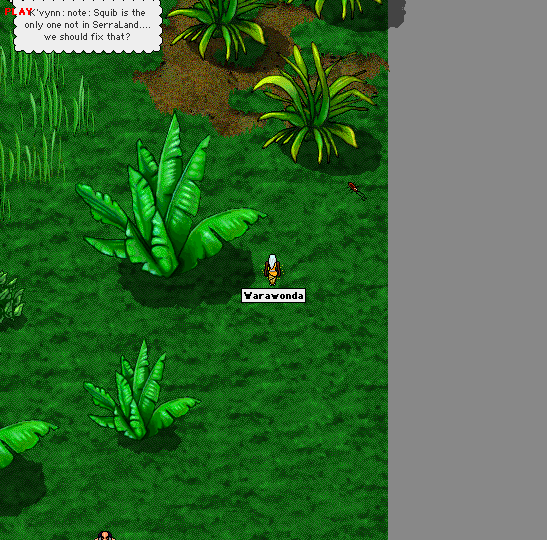 PLAY
K'vynn: note: Squib is the
only one not in SerraLand....
we should fix that?
Warawonda